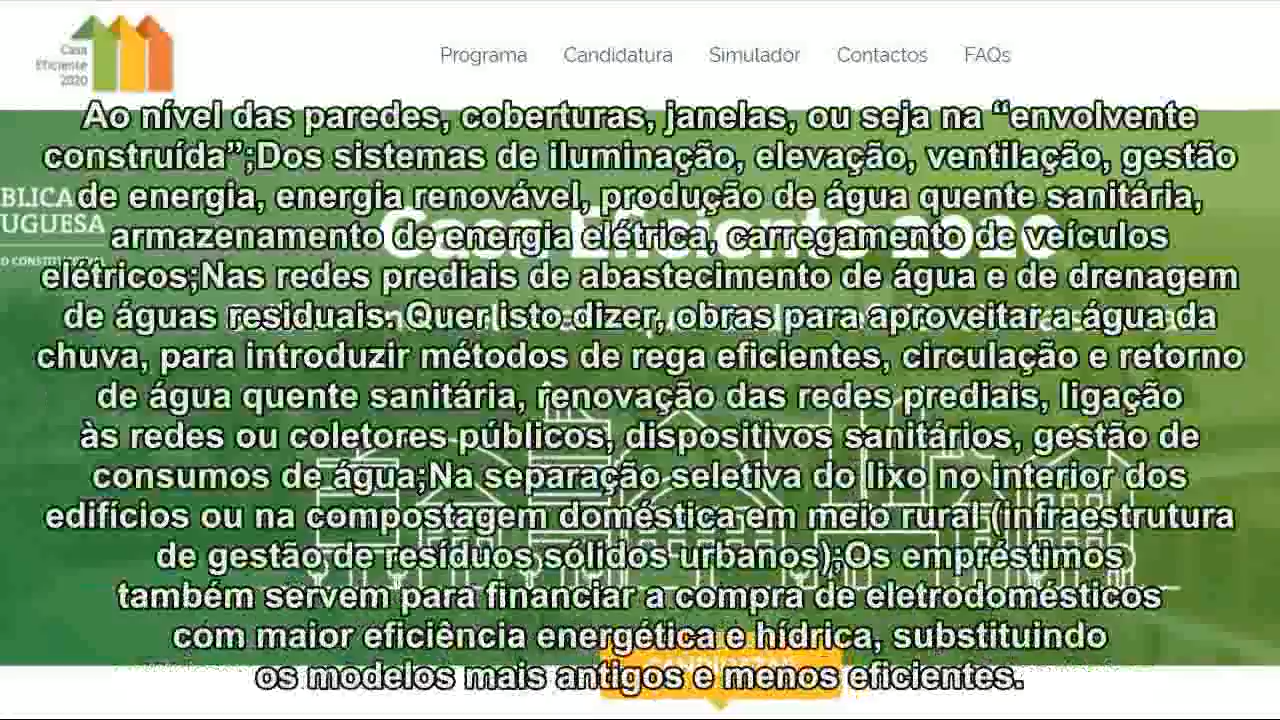 Casa
Eficiente
2020
Programa Candidatura Simulador Contactos FAQs
Ao nível das paredes, coberturas, janelas, ou seja na “envolvente
construída”;Dos sistemas de iluminação, elevação, ventilação, gestão
de energia, energia renovável, produção de água quente sanitária,
armazenamento de energia elétrica, carregamento de veículos
elétricos;Nas redes prediais de abastecimento de água e de drenagem
de águas residuais. Quer isto dizer, obras para aproveitar a água da
chuva, para introduzir métodos de rega eficientes, circulação e retorno
de água quente sanitária, renovação das redes prediais, ligação
às redes ou coletores públicos, dispositivos sanitários, gestão de
consumos de água;Na separação seletiva do lixo no interior dos
edifícios ou na compostagem doméstica em meio rural (infraestrutura
de gestão de resíduos sólidos urbanos);Os empréstimos
também servem para financiar a compra de eletrodomésticos
com maior eficiência energética e hídrica, substituindo
os modelos mais antigos e menos eficientes.
BLICA
UGUESA
Casa Eficiente 2020